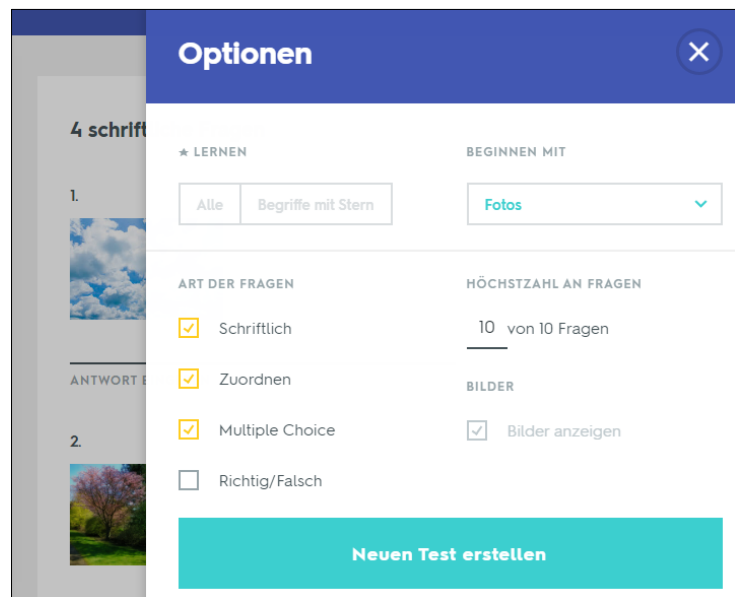 Optionen
4 schrift
★ LERNEN
BEGINNEN MIT
1.
Alle
Begriffe mit Stern
Fotos
ART DER FRAGEN
HÖCHSTZAHL AN FRAGEN
Schriftlich
10 von 10 Fragen
ANTWORT
Zuordnen
BILDER
2.
Multiple Choice
Bilder anzeigen
Richtig/Falsch
Neuen Test erstellen